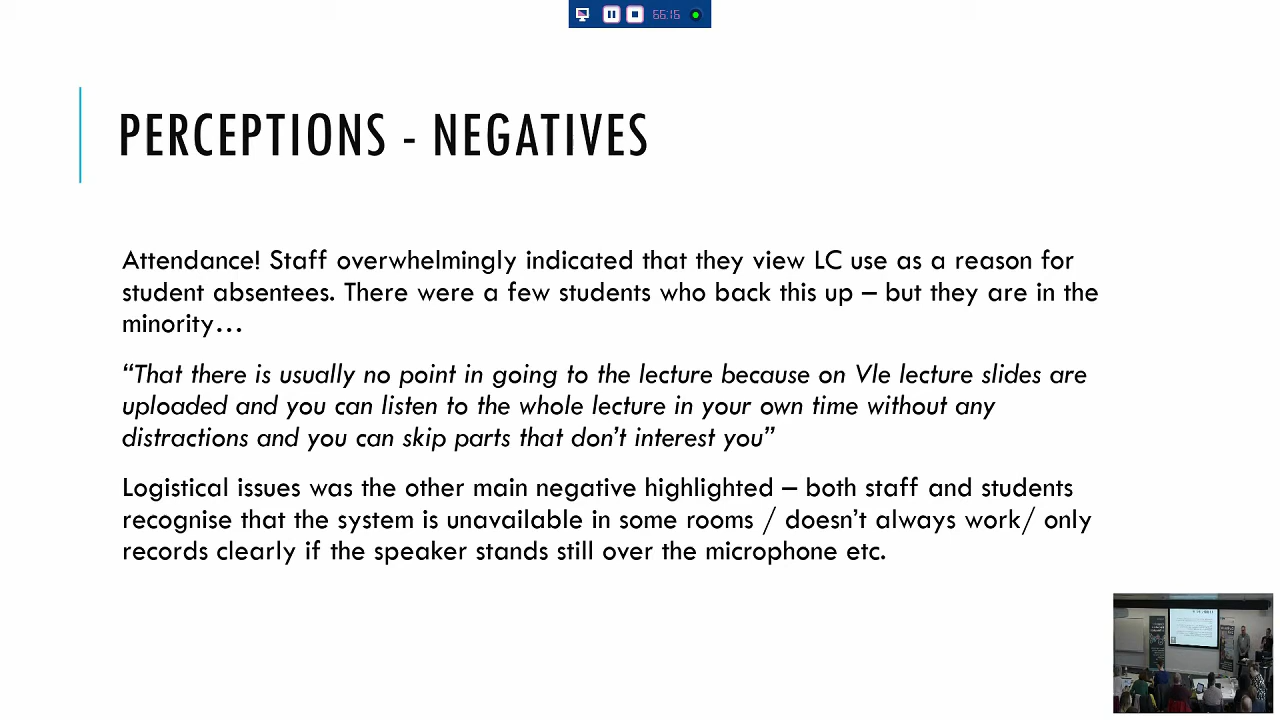 55:15
PERCEPTIONS - NEGATIVES
Attendance! Staff overwhelmingly indicated that they view LC use as a reason for
student absentees. There were a few students who back this up – but they are in the
minority…
“That there is usually no point in going to the lecture because on Vle lecture slides are
uploaded and you can listen to the whole lecture in your own time without any
distractions and you can skip parts that don’t interest you”
Logistical issues was the other main negative highlighted – both staff and students
recognise that the system is unavailable in some rooms / doesn’t always work/ only
records clearly if the speaker stands still over the microphone etc.